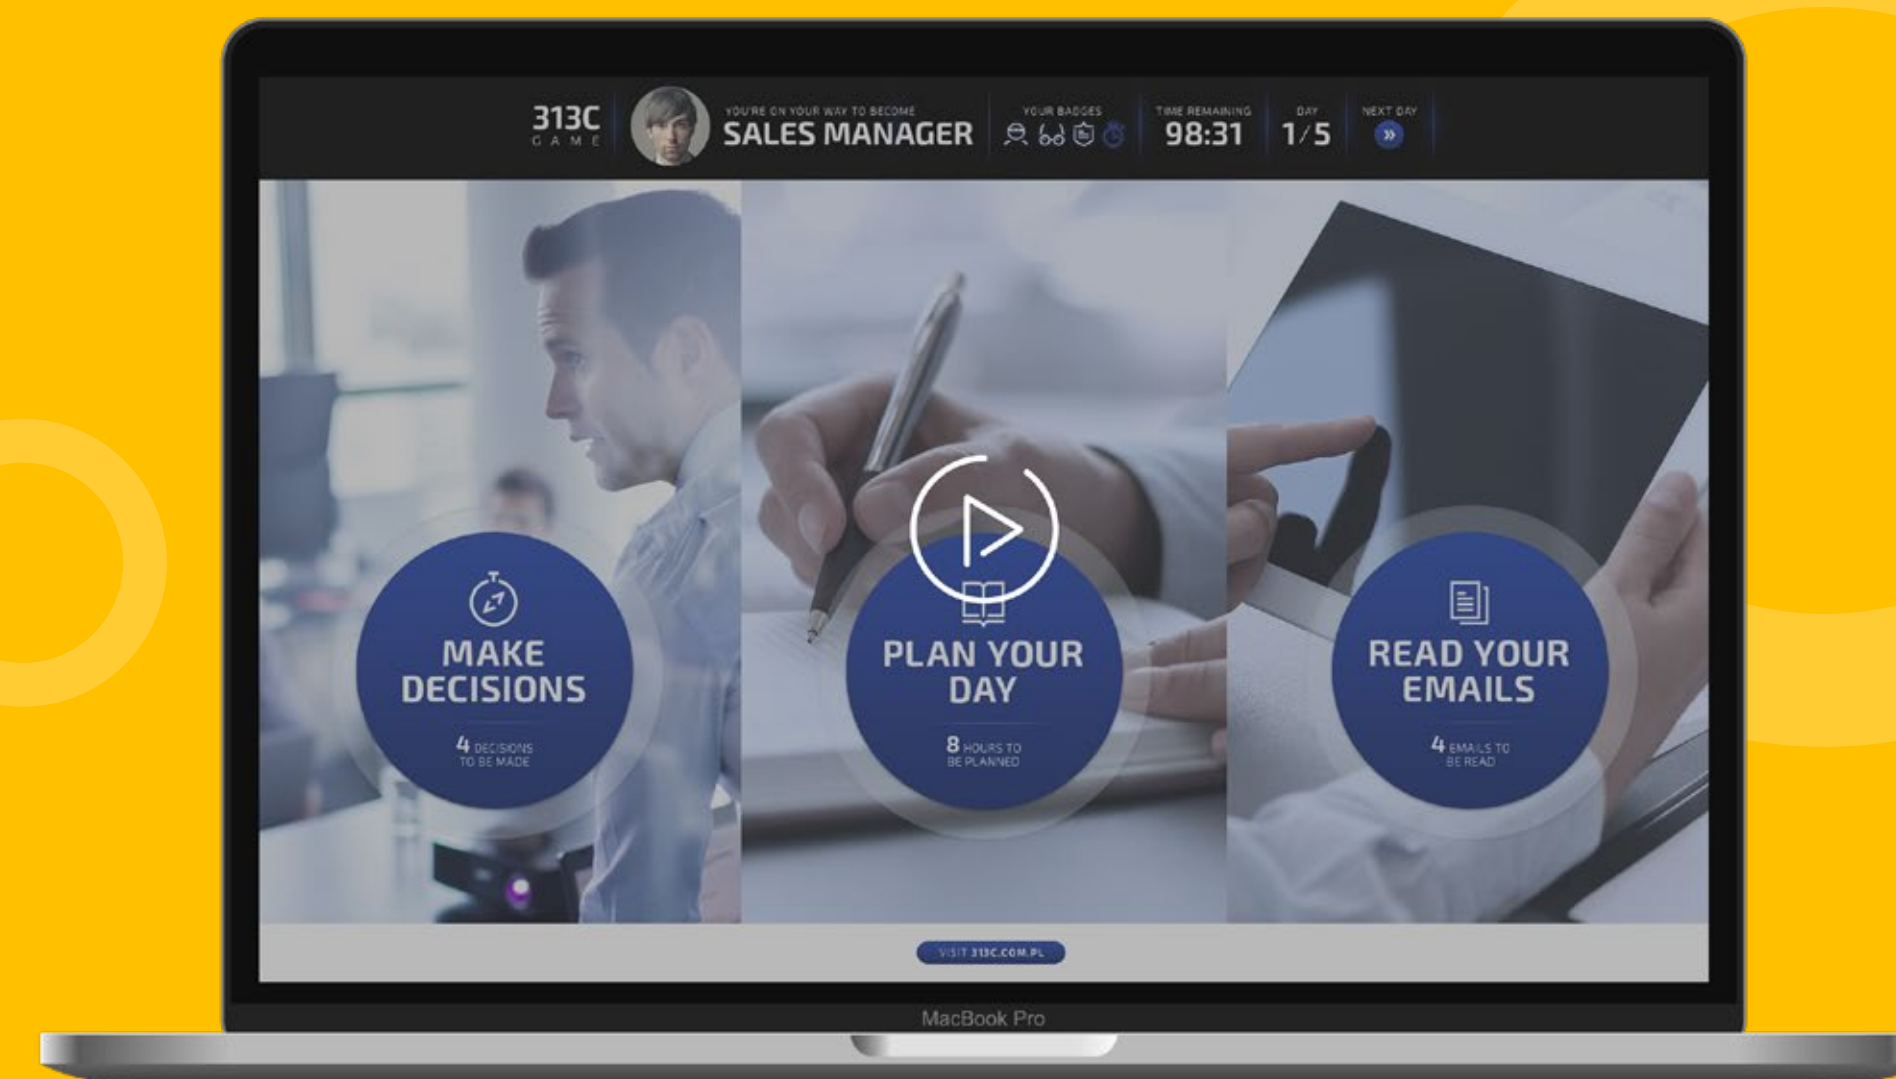 313C
GAME
YOU'RE ON YOUR WAY TO BECOME
SALES MANAGER
YOUR BADGES
TIME REMAINING
98:31
DAY
1/5
NEXT DAY
MAKE
DECISIONS
4 DECISIONS
TO BE MADE
PLAN YOUR
DAY
8 HOURS TO
BE PLANNED
READ YOUR
EMAILS
4 EMAILS TO
BE READ
VISIT 313C.COM.PL
MacBook Pro